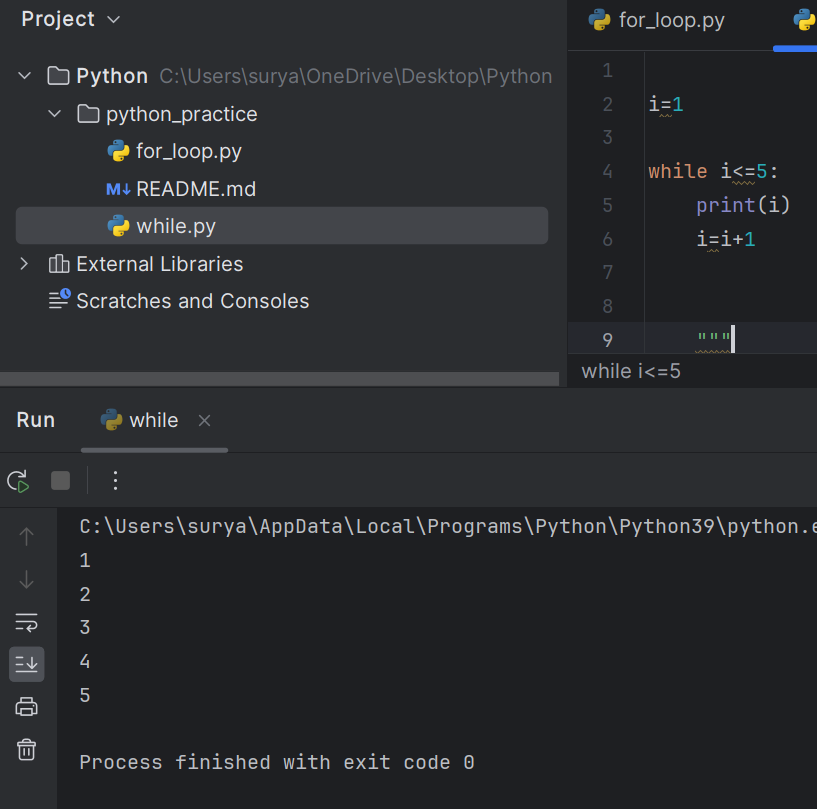 Project
Python C:\Users\surya\OneDrive\Desktop\Python
python_practice
for_loop.py
M↓ README.md
while.py
External Libraries
Scratches and Consoles
for_loop.py
1
2 i=1
3
4 while i<=5:
5     print(i)
6     i=i+1
7
8
9     """
while i<=5
Run while
C:\Users\surya\AppData\Local\Programs\Python\Python39\python.e
1
2
3
4
5
Process finished with exit code 0